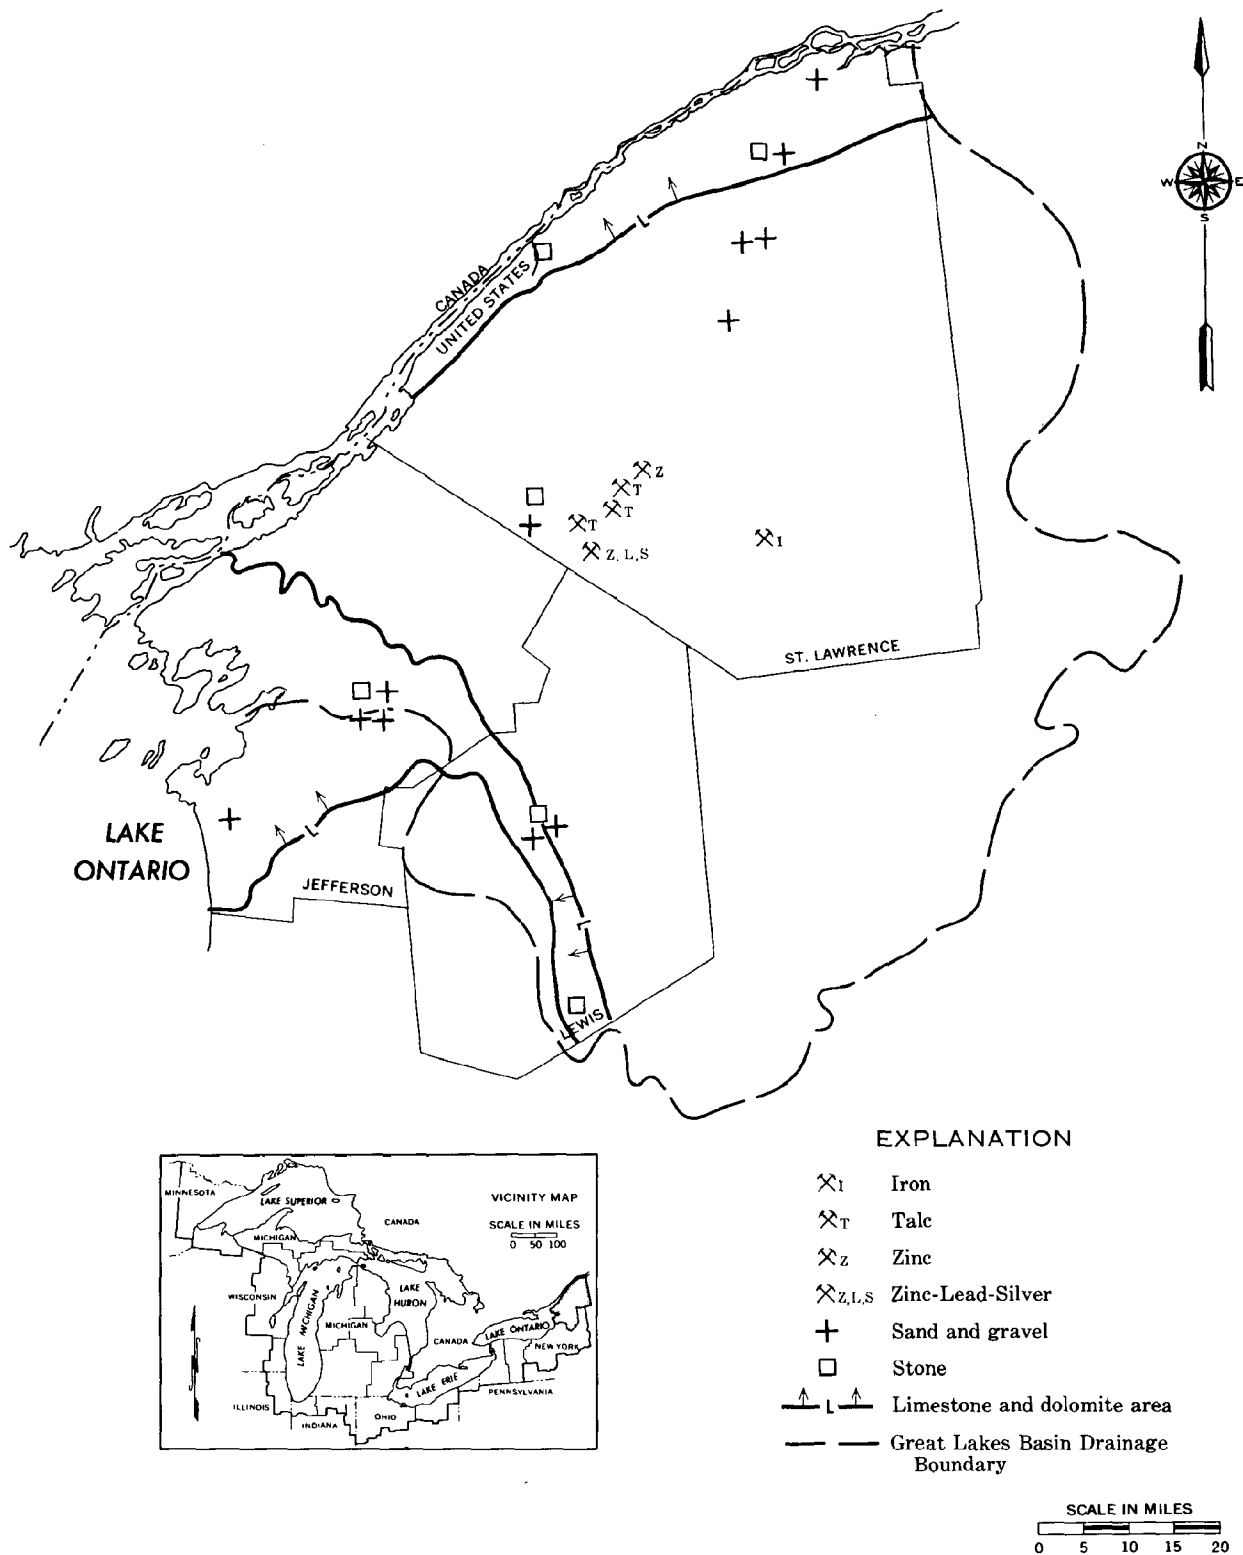 N
W E
S
CANADA
UNITED STATES
L
Z
T
T
T
Z, L, S
I
ST. LAWRENCE
LAKE
ONTARIO
L
JEFFERSON
L
LEWIS
EXPLANATION
I Iron
T Talc
Z Zinc
Z,L,S Zinc-Lead-Silver
Sand and gravel
Stone
L Limestone and dolomite area
Great Lakes Basin Drainage
Boundary
SCALE IN MILES
0 5 10 15 20
VICINITY MAP
SCALE IN MILES
0 50 100
MINNESOTA
LAKE SUPERIOR
CANADA
MICHIGAN
WISCONSIN
LAKE MICHIGAN
LAKE
HURON
MICHIGAN
CANADA
LAKE ONTARIO
NEW YORK
LAKE ERIE
PENNSYLVANIA
ILLINOIS
INDIANA
OHIO